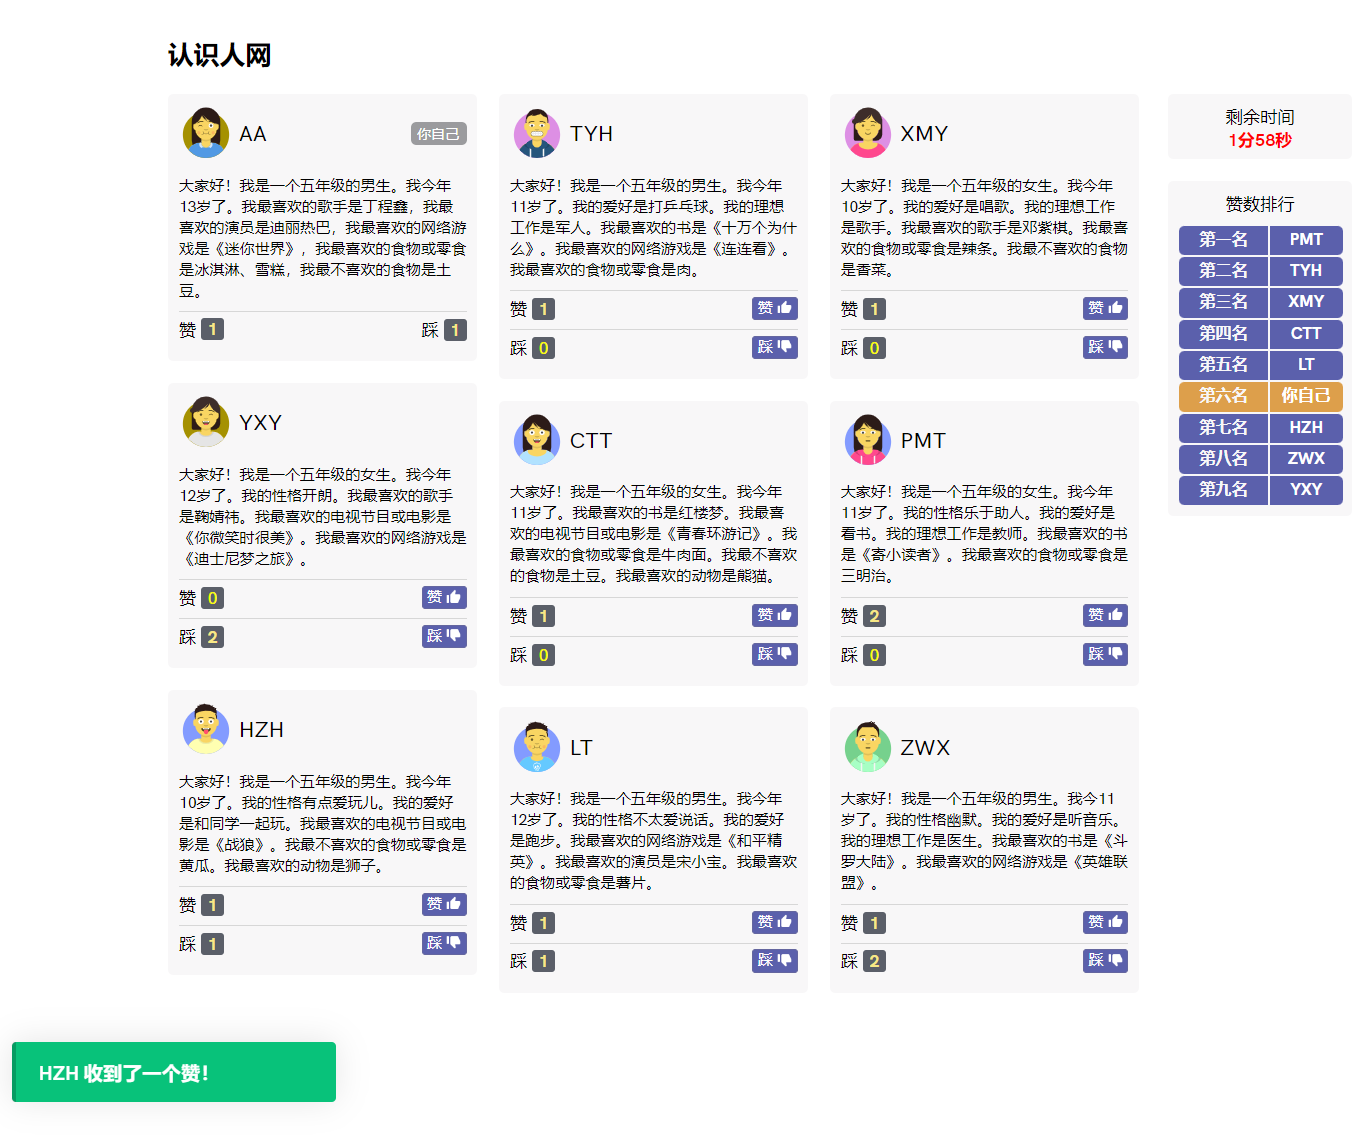 认识人网
AA
你自己
大家好！我是一个五年级的男生。我今年
13岁了。我最喜欢的歌手是丁程鑫，我最
喜欢的演员是迪丽热巴，我最喜欢的网络游
戏是《迷你世界》，我最喜欢的食物或零食
是冰淇淋、雪糕，我最不喜欢的食物是土
豆。
赞 1
踩 1
YXY
大家好！我是一个五年级的女生。我今年
12岁了。我的性格开朗。我最喜欢的歌手
是鞠婧祎。我最喜欢的电视节目或电影是
《你微笑时很美》。我最喜欢的网络游戏是
《迪士尼梦之旅》。
赞 0 赞
踩 2 踩
HZH
大家好！我是一个五年级的男生。我今年
10岁了。我的性格有点爱玩儿。我的爱好
是和同学一起玩。我最喜欢的电视节目或电
影是《战狼》。我最不喜欢的食物或零食是
黄瓜。我最喜欢的动物是狮子。
赞 1 赞
踩 1 踩
TYH
大家好！我是一个五年级的男生。我今年
11岁了。我的爱好是打乒乓球。我的理想
工作是军人。我最喜欢的书是《十万个为什
么》。我最喜欢的网络游戏是《连连看》。
我最喜欢的食物或零食是肉。
赞 1 赞
踩 0 踩
CTT
大家好！我是一个五年级的女生。我今年
11岁了。我最喜欢的书是红楼梦。我最喜
欢的电视节目或电影是《青春环游记》。我
最喜欢的食物或零食是牛肉面。我最不喜欢
的食物是土豆。我最喜欢的动物是熊猫。
赞 1 赞
踩 0 踩
LT
大家好！我是一个五年级的男生。我今年
12岁了。我的性格不太爱说话。我的爱好
是跑步。我最喜欢的网络游戏是《和平精
英》。我最喜欢的演员是宋小宝。我最喜欢
的食物或零食是薯片。
赞 1 赞
踩 1 踩
XMY
大家好！我是一个五年级的女生。我今年
10岁了。我的爱好是唱歌。我的理想工作
是歌手。我最喜欢的歌手是邓紫棋。我最喜
欢的食物或零食是辣条。我最不喜欢的食物
是香菜。
赞 1 赞
踩 0 踩
PMT
大家好！我是一个五年级的女生。我今年
11岁了。我的性格乐于助人。我的爱好是
看书。我的理想工作是教师。我最喜欢的书
是《寄小读者》。我最喜欢的食物或零食是
三明治。
赞 2 赞
踩 0 踩
ZWX
大家好！我是一个五年级的男生。我今11
岁了。我的性格幽默。我的爱好是听音乐。
我的理想工作是医生。我最喜欢的书是《斗
罗大陆》。我最喜欢的网络游戏是《英雄联
盟》。
赞 1 赞
踩 2 踩
剩余时间
1分58秒
赞数排行
第一名 PMT
第二名 TYH
第三名 XMY
第四名 CTT
第五名 LT
第六名 你自己
第七名 HZH
第八名 ZWX
第九名 YXY
HZH 收到了一个赞！